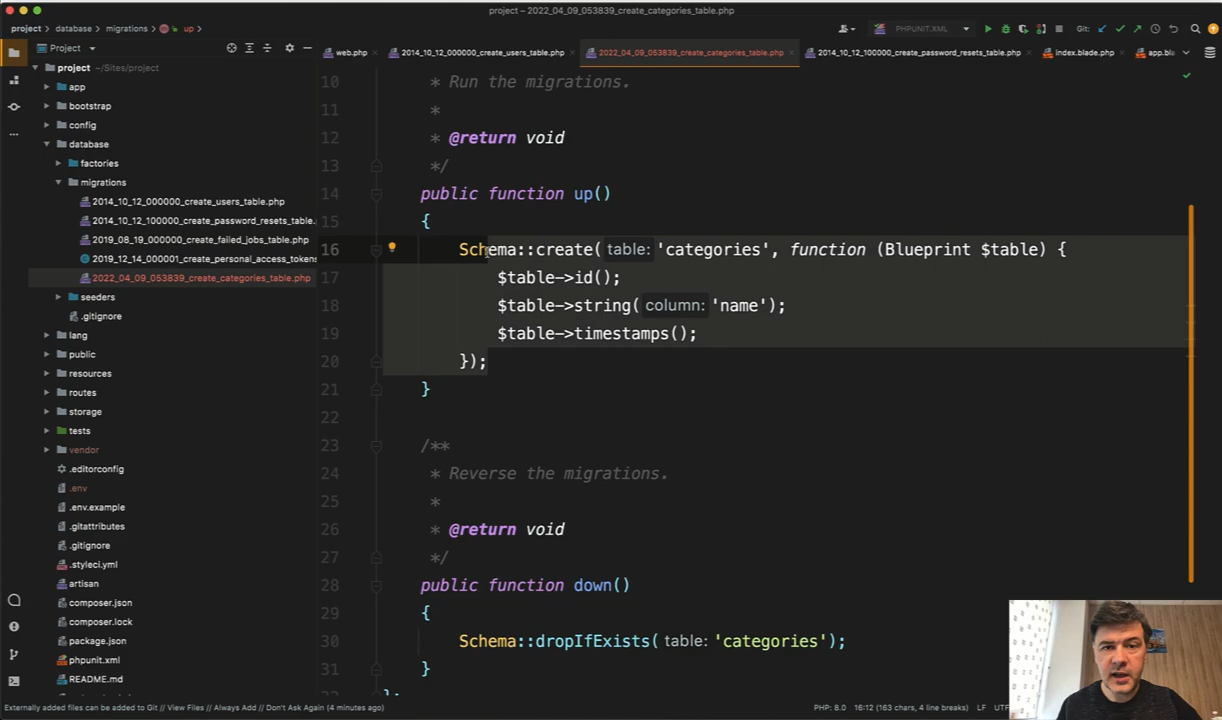 project – 2022_04_09_053839_create_categories_table.php
project database migrations up
PHPUNIT.XML Git:
Project
web.php 2014_10_12_000000_create_users_table.php 2022_04_09_053839_create_categories_table.php 2014_10_12_100000_create_password_resets_table.php index.blade.php app.bla
project ~/Sites/project
app
bootstrap
config
database
factories
migrations
2014_10_12_000000_create_users_table.php
2014_10_12_100000_create_password_resets_table.
2019_08_19_000000_create_failed_jobs_table.php
2019_12_14_000001_create_personal_access_tokens
2022_04_09_053839_create_categories_table.php
seeders
.gitignore
lang
public
resources
routes
storage
tests
vendor
.editorconfig
.env
.env.example
.gitattributes
.gitignore
.styleci.yml
artisan
composer.json
composer.lock
package.json
phpunit.xml
README.md
10 * Run the migrations.
11 *
12 * @return void
13 */
14 public function up()
15 {
16 Schema::create( table: 'categories', function (Blueprint $table) {
17 $table->id();
18 $table->string( column: 'name');
19 $table->timestamps();
20 });
21 }
22
23 /**
24 * Reverse the migrations.
25 *
26 * @return void
27 */
28 public function down()
29 {
30 Schema::dropIfExists( table: 'categories');
31 }
Externally added files can be added to Git // View Files // Always Add // Don't Ask Again (4 minutes ago) PHP: 8.0 16:12 (163 chars, 4 line breaks) LF